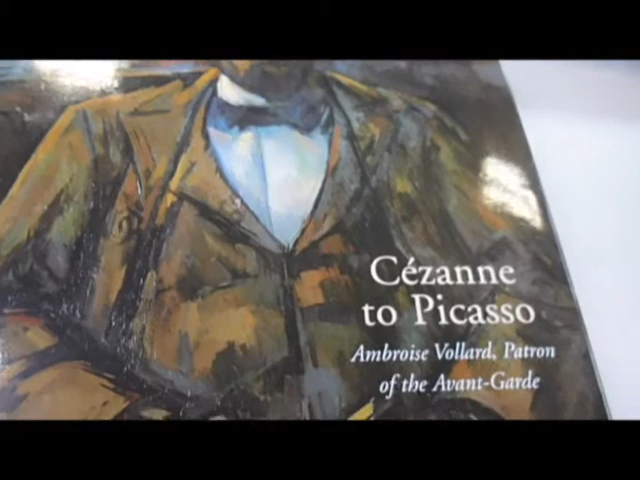 Cézanne
to Picasso
Ambroise Vollard, Patron
of the Avant-Garde